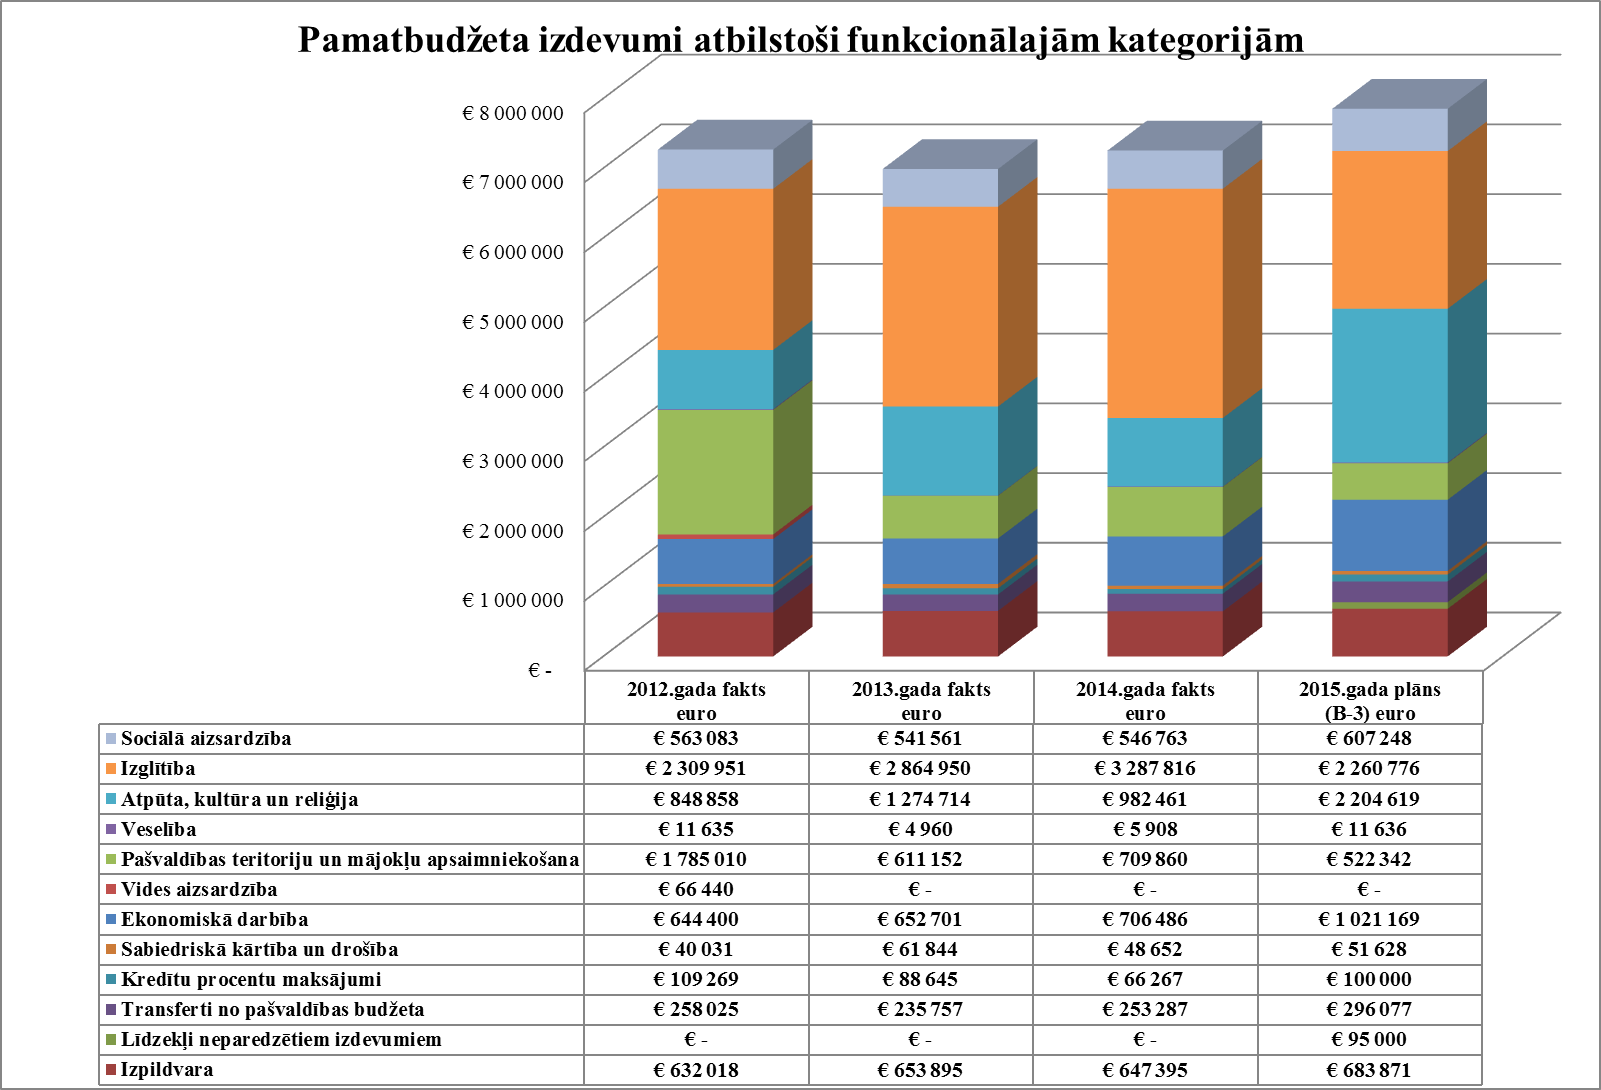 Pamatbudžeta izdevumi atbilstoši funkcionālajām kategorijām
€ 8 000 000
€ 7 000 000
€ 6 000 000
€ 5 000 000
€ 4 000 000
€ 3 000 000
€ 2 000 000
€ 1 000 000
€ -
2012.gada fakts euro 2013.gada fakts euro 2014.gada fakts euro 2015.gada plāns (B-3) euro
Sociālā aizsardzība € 563 083 € 541 561 € 546 763 € 607 248
Izglītība € 2 309 951 € 2 864 950 € 3 287 816 € 2 260 776
Atpūta, kultūra un reliģija € 848 858 € 1 274 714 € 982 461 € 2 204 619
Veselība € 11 635 € 4 960 € 5 908 € 11 636
Pašvaldības teritoriju un mājokļu apsaimniekošana € 1 785 010 € 611 152 € 709 860 € 522 342
Vides aizsardzība € 66 440 € - € - € -
Ekonomiskā darbība € 644 400 € 652 701 € 706 486 € 1 021 169
Sabiedriskā kārtība un drošība € 40 031 € 61 844 € 48 652 € 51 628
Kredītu procentu maksājumi € 109 269 € 88 645 € 66 267 € 100 000
Transferti no pašvaldības budžeta € 258 025 € 235 757 € 253 287 € 296 077
Līdzekļi neparedzētiem izdevumiem € - € - € - € 95 000
Izpildvara € 632 018 € 653 895 € 647 395 € 683 871